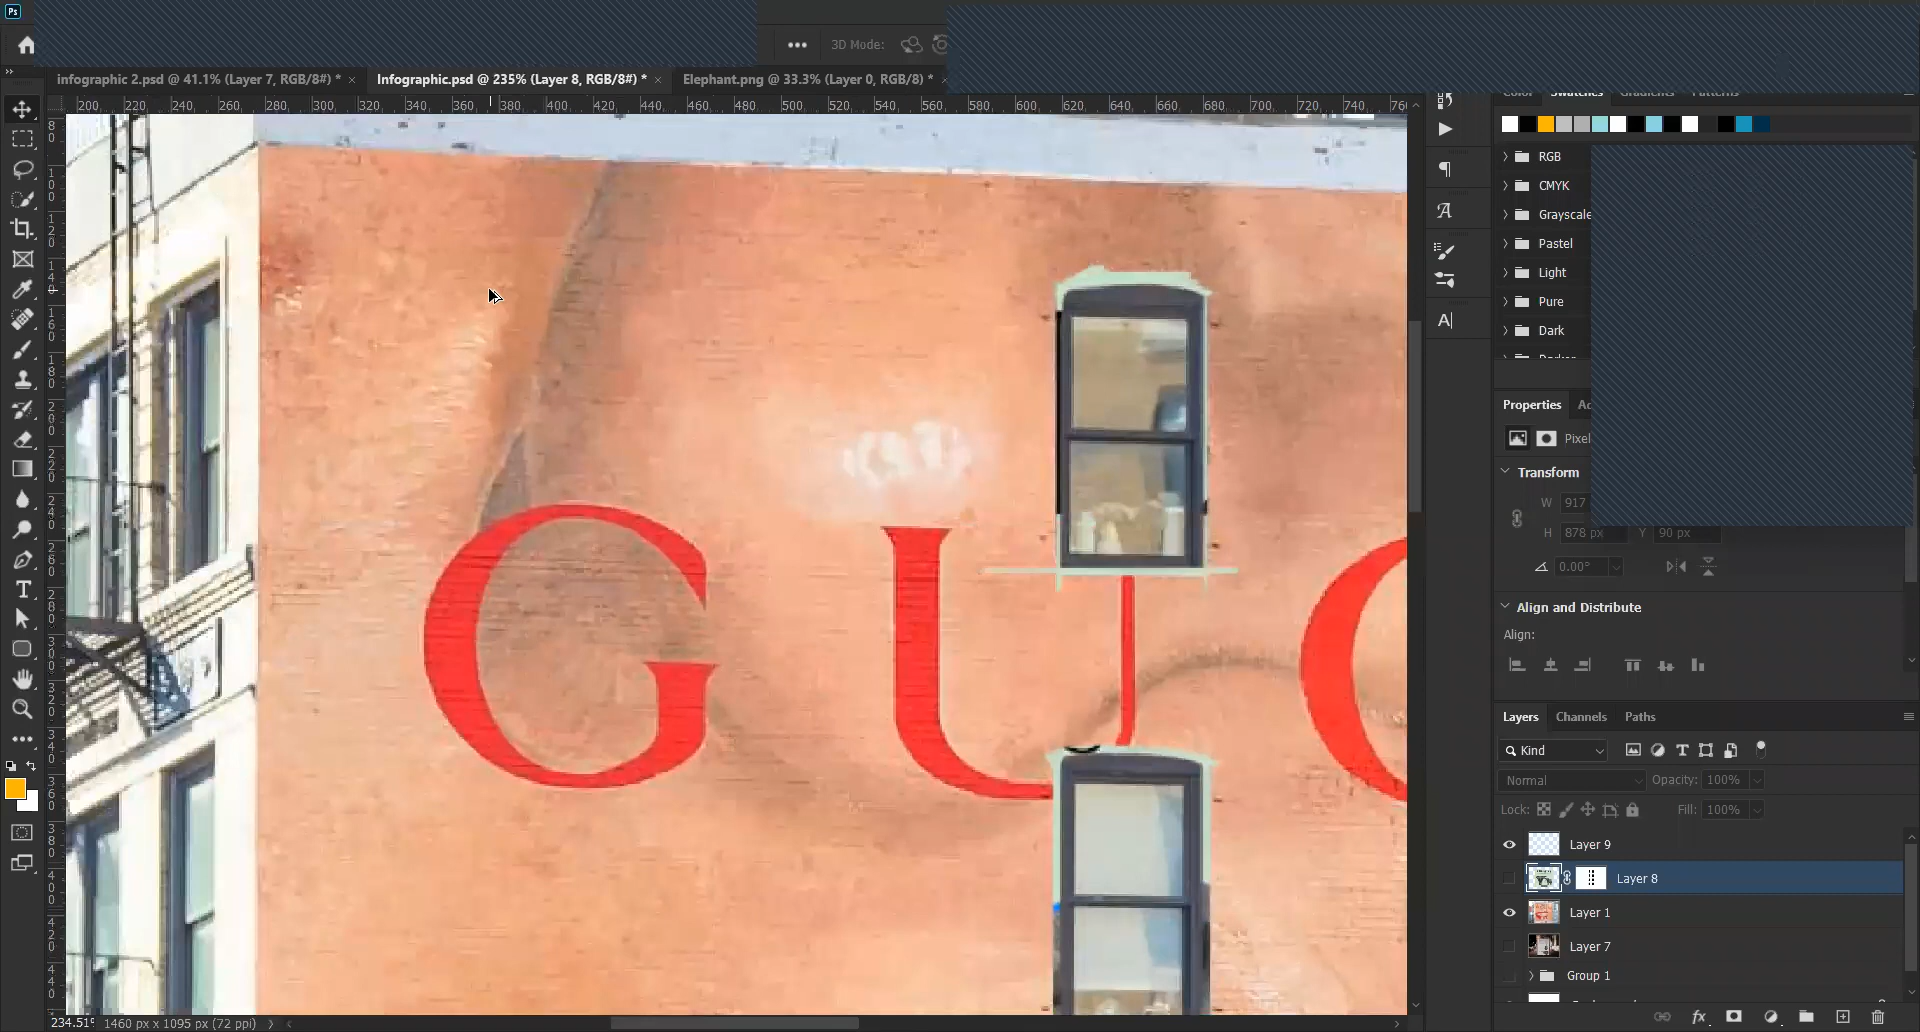 Ps
3D Mode:
infographic 2.psd @ 41.1% (Layer 7, RGB/8#) * ×
Infographic.psd @ 235% (Layer 8, RGB/8#) * ×
Elephant.png @ 33.3% (Layer 0, RGB/8) *
200 220 240 260 280 300 320 340 360 380 400 420 440 460 480 500 520 540 560 580 600 620 640 660 680 700 720 740 760
Color Swatches Gradients Patterns
RGB
CMYK
Grayscale
Pastel
Light
Pure
Dark
Darker
Properties
Pixel
Transform
W 917
H 878 px Y 90 px
0.00°
Align and Distribute
Align:
GU
Layers Channels Paths
Kind
Normal Opacity: 100%
Lock: Fill: 100%
Layer 9
Layer 8
Layer 1
Layer 7
Group 1
fx
234.51% 1460 px x 1095 px (72 ppi)